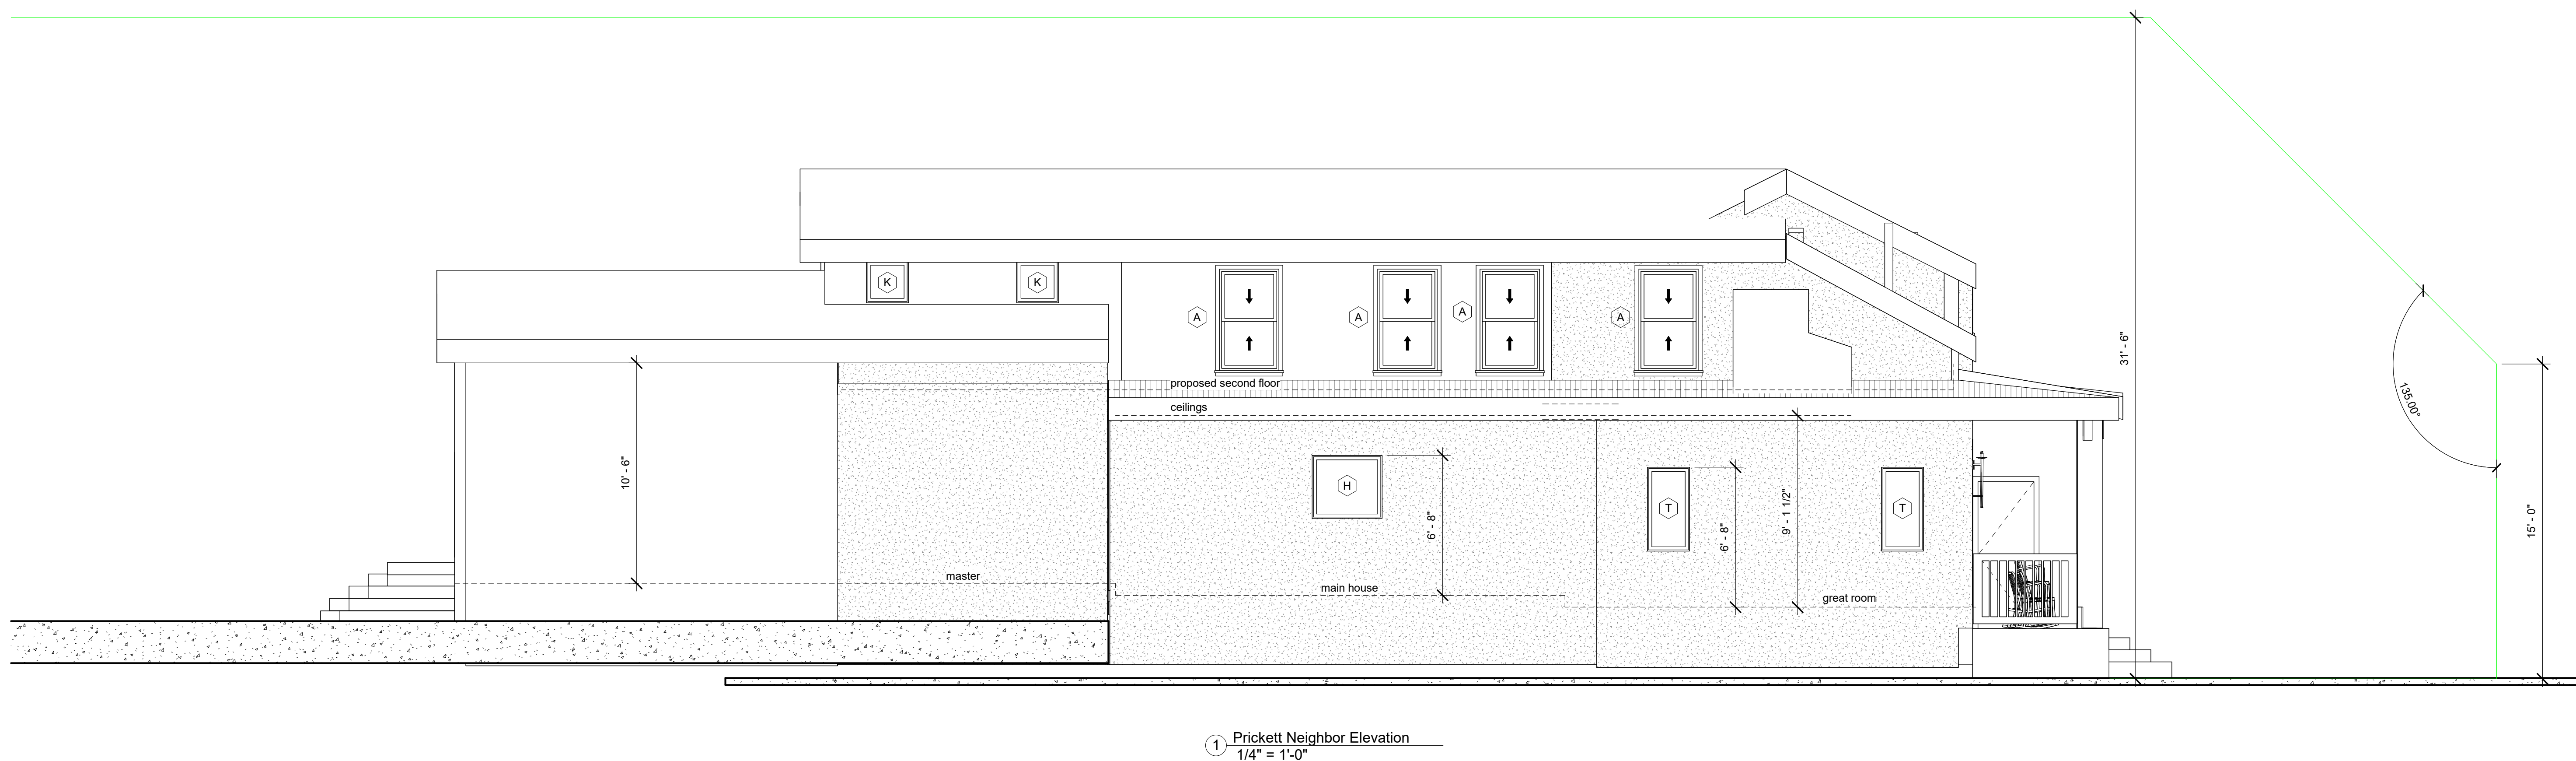 K
K
A
A
A
A
31' - 6"
proposed second floor
ceilings
135.00°
10' - 6"
H
6' - 8"
T
6' - 8"
9' - 1 1/2"
T
15' - 0"
master
main house
great room
1
Prickett Neighbor Elevation
1/4" = 1'-0"